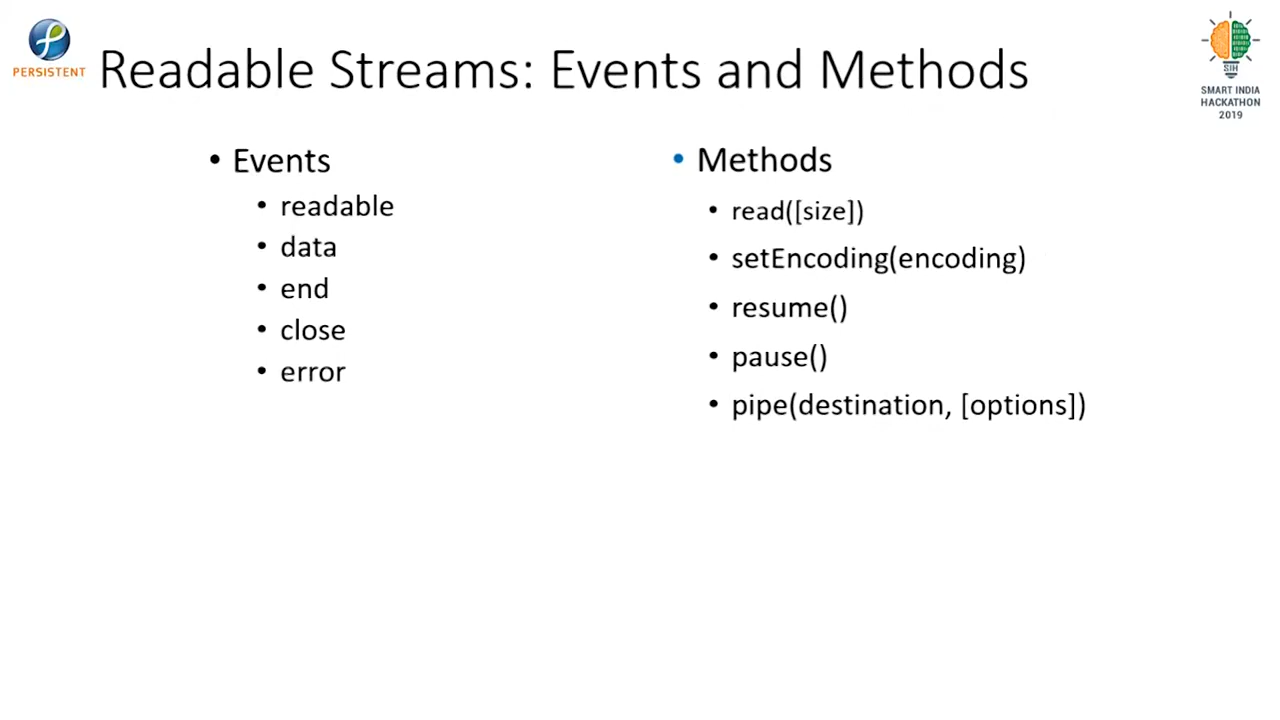 PERSISTENT
Readable Streams: Events and Methods
SIH
SMART INDIA
HACKATHON
2019
• Events
• readable
• data
• end
• close
• error
• Methods
• read([size])
• setEncoding(encoding)
• resume()
• pause()
• pipe(destination, [options])